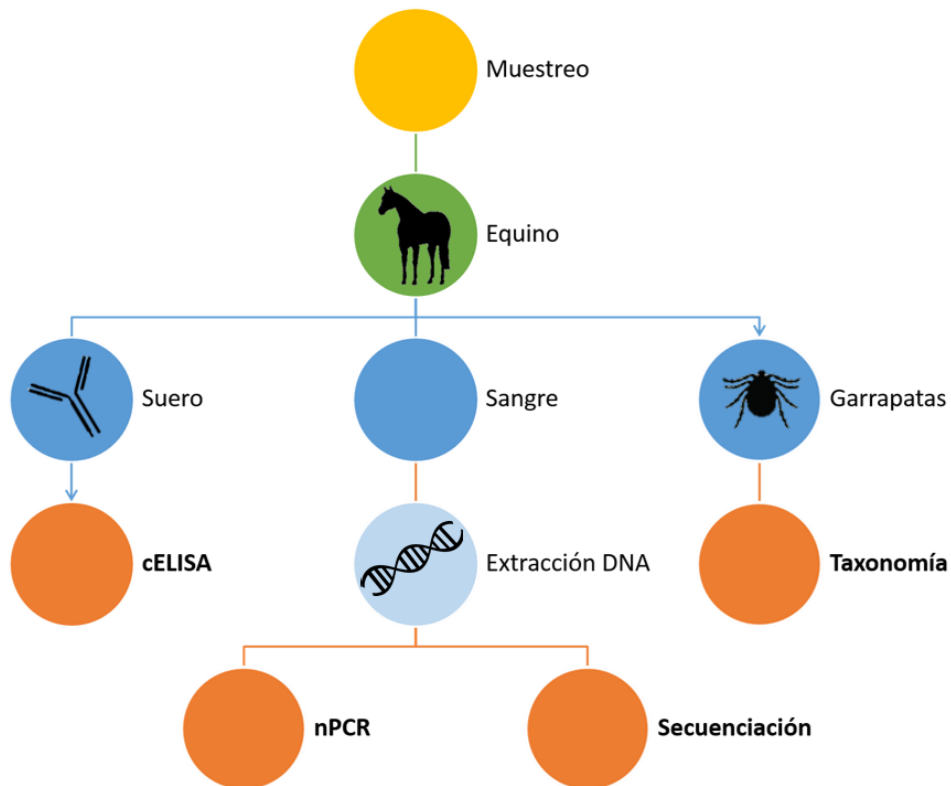 Muestreo
Equino
Suero
Sangre
Garrapatas
cELISA
Extracción DNA
Taxonomía
nPCR
Secuenciación